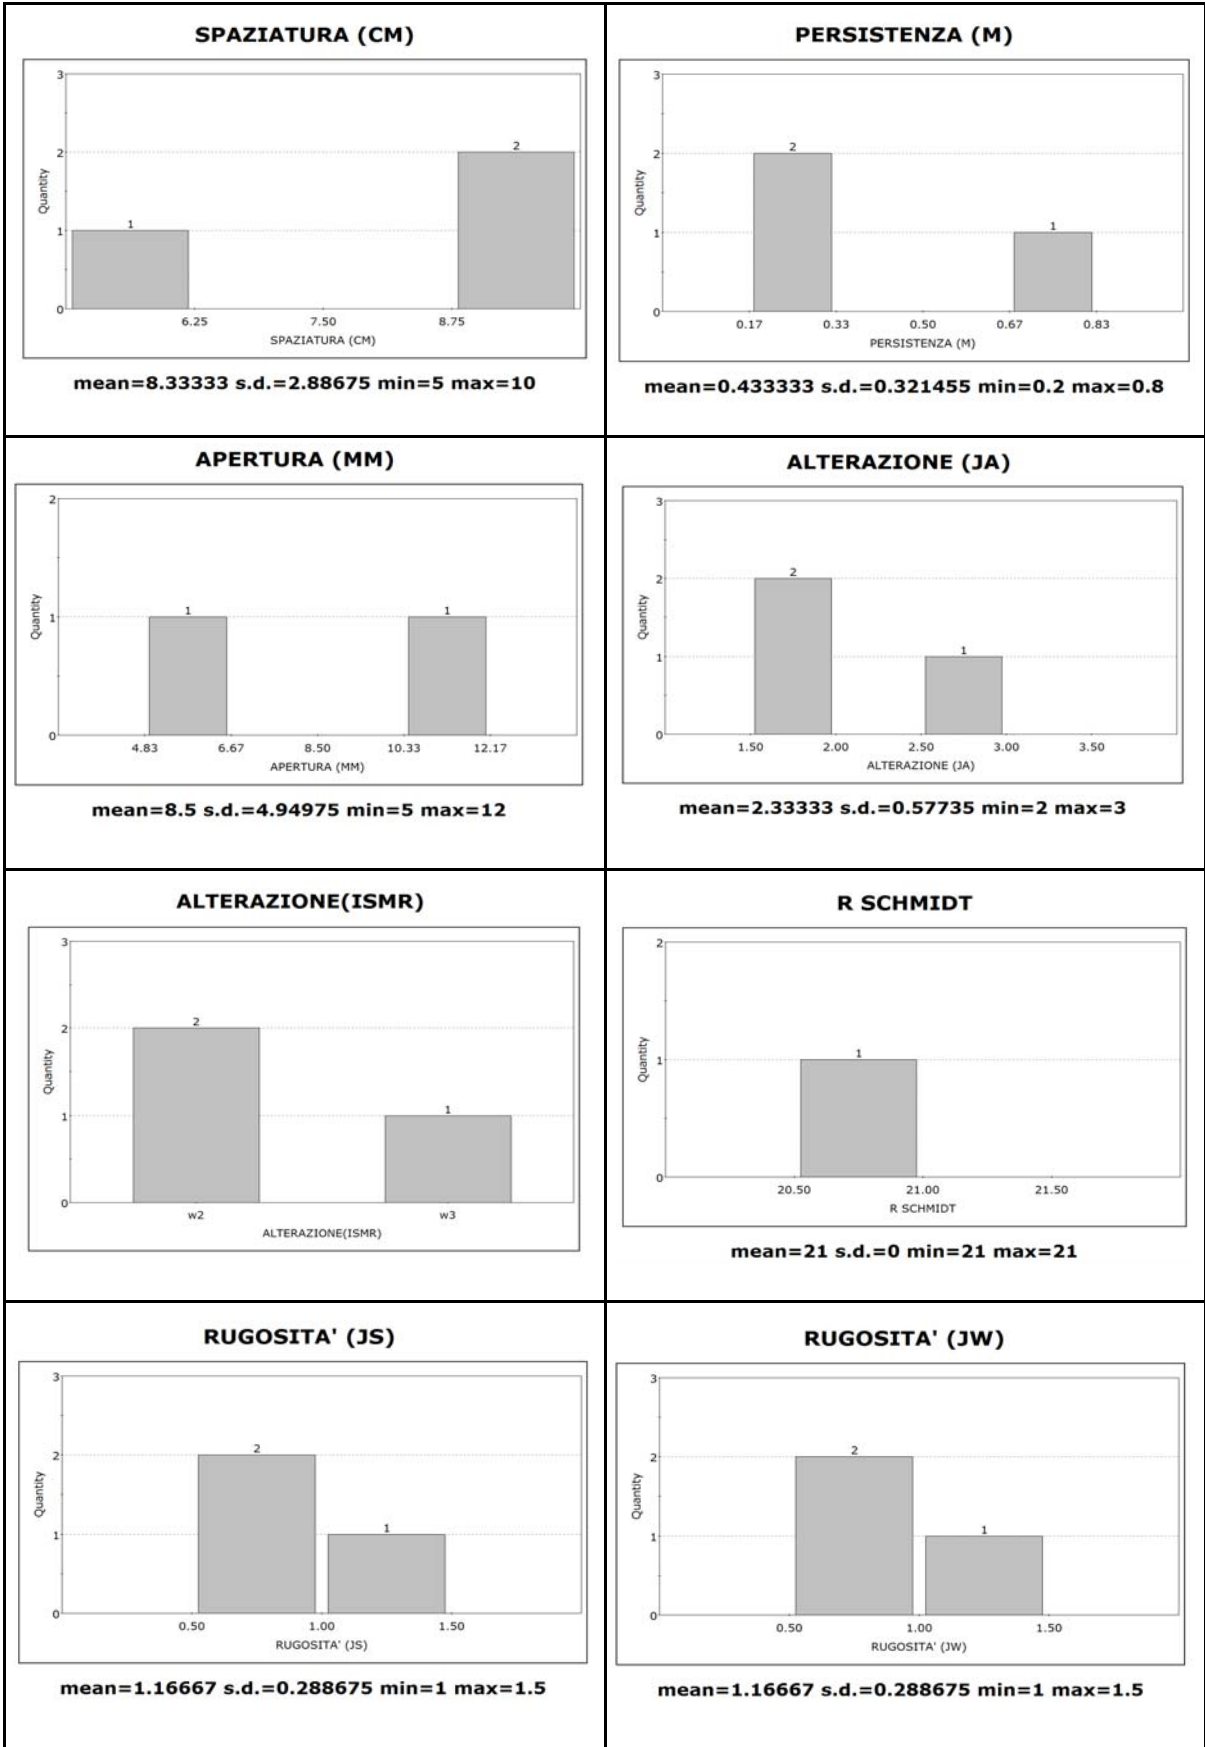 SPAZIATURA (CM)
3
2
1
0
Quantity
1
2
6.25 7.50 8.75
SPAZIATURA (CM)
mean=8.33333 s.d.=2.88675 min=5 max=10
PERSISTENZA (M)
3
2
1
0
Quantity
2
1
0.17 0.33 0.50 0.67 0.83
PERSISTENZA (M)
mean=0.433333 s.d.=0.321455 min=0.2 max=0.8
APERTURA (MM)
2
1
0
Quantity
1
1
4.83 6.67 8.50 10.33 12.17
APERTURA (MM)
mean=8.5 s.d.=4.94975 min=5 max=12
ALTERAZIONE (JA)
3
2
1
0
Quantity
2
1
1.50 2.00 2.50 3.00 3.50
ALTERAZIONE (JA)
mean=2.33333 s.d.=0.57735 min=2 max=3
ALTERAZIONE(ISMR)
3
2
1
0
Quantity
2
1
w2 w3
ALTERAZIONE(ISMR)
R SCHMIDT
2
1
0
Quantity
1
20.50 21.00 21.50
R SCHMIDT
mean=21 s.d.=0 min=21 max=21
RUGOSITA' (JS)
3
2
1
0
Quantity
2
1
0.50 1.00 1.50
RUGOSITA' (JS)
mean=1.16667 s.d.=0.288675 min=1 max=1.5
RUGOSITA' (JW)
3
2
1
0
Quantity
2
1
0.50 1.00 1.50
RUGOSITA' (JW)
mean=1.16667 s.d.=0.288675 min=1 max=1.5